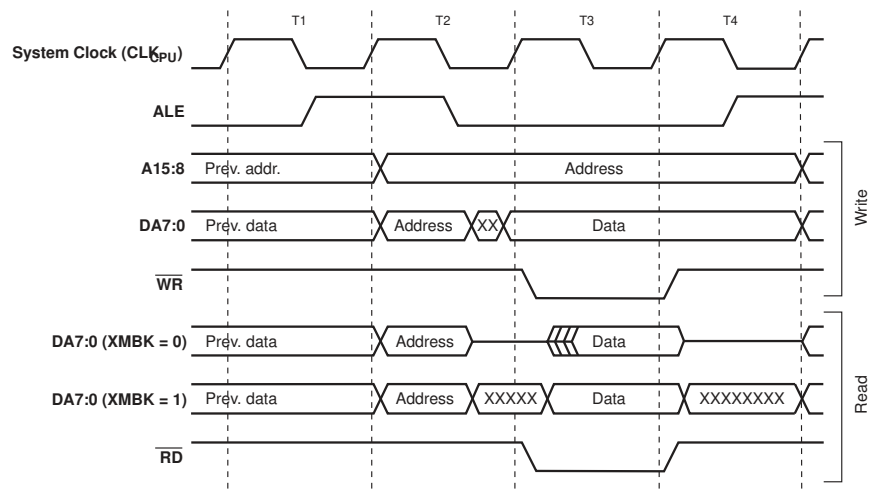 T1 T2 T3 T4
System Clock (CLKCPU)
ALE
A15:8 Prev. addr. Address
DA7:0 Prev. data Address XX Data
WR
Write
DA7:0 (XMBK = 0) Prev. data Address Data
DA7:0 (XMBK = 1) Prev. data Address XXXXX Data XXXXXXXX
RD
Read